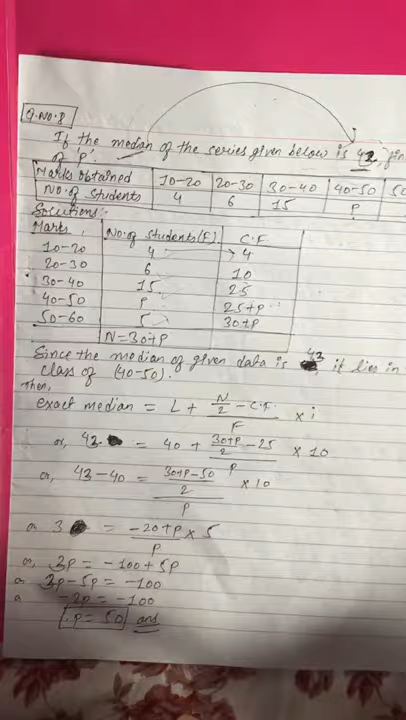 Q.No.8
If the median of the series given below is 42, fin
of 'p'.
Marks obtained 10-20 20-30 30-40 40-50 50
No. of students 4 6 15 P
Solution:-
Marks No. of students (F) C.F
10-20 4 → 4
20-30 6 10
30-40 15 25
40-50 P 25+P
50-60 5 30+P
N=30+P
Since the median of given data is 43 it lies in
class of (40-50).
Then,
exact median = L + N/2 - C.F / F × i
or, 42 = 40 + 30+P/2 - 25 / P × 10
or, 43-40 = 30+P-50 / 2 / P × 10
or 3 = -20+P × 5 / P
or, 3P = -100+5P
or 3P-5P = -100
or -2P = -100
∴ P = 50 ans